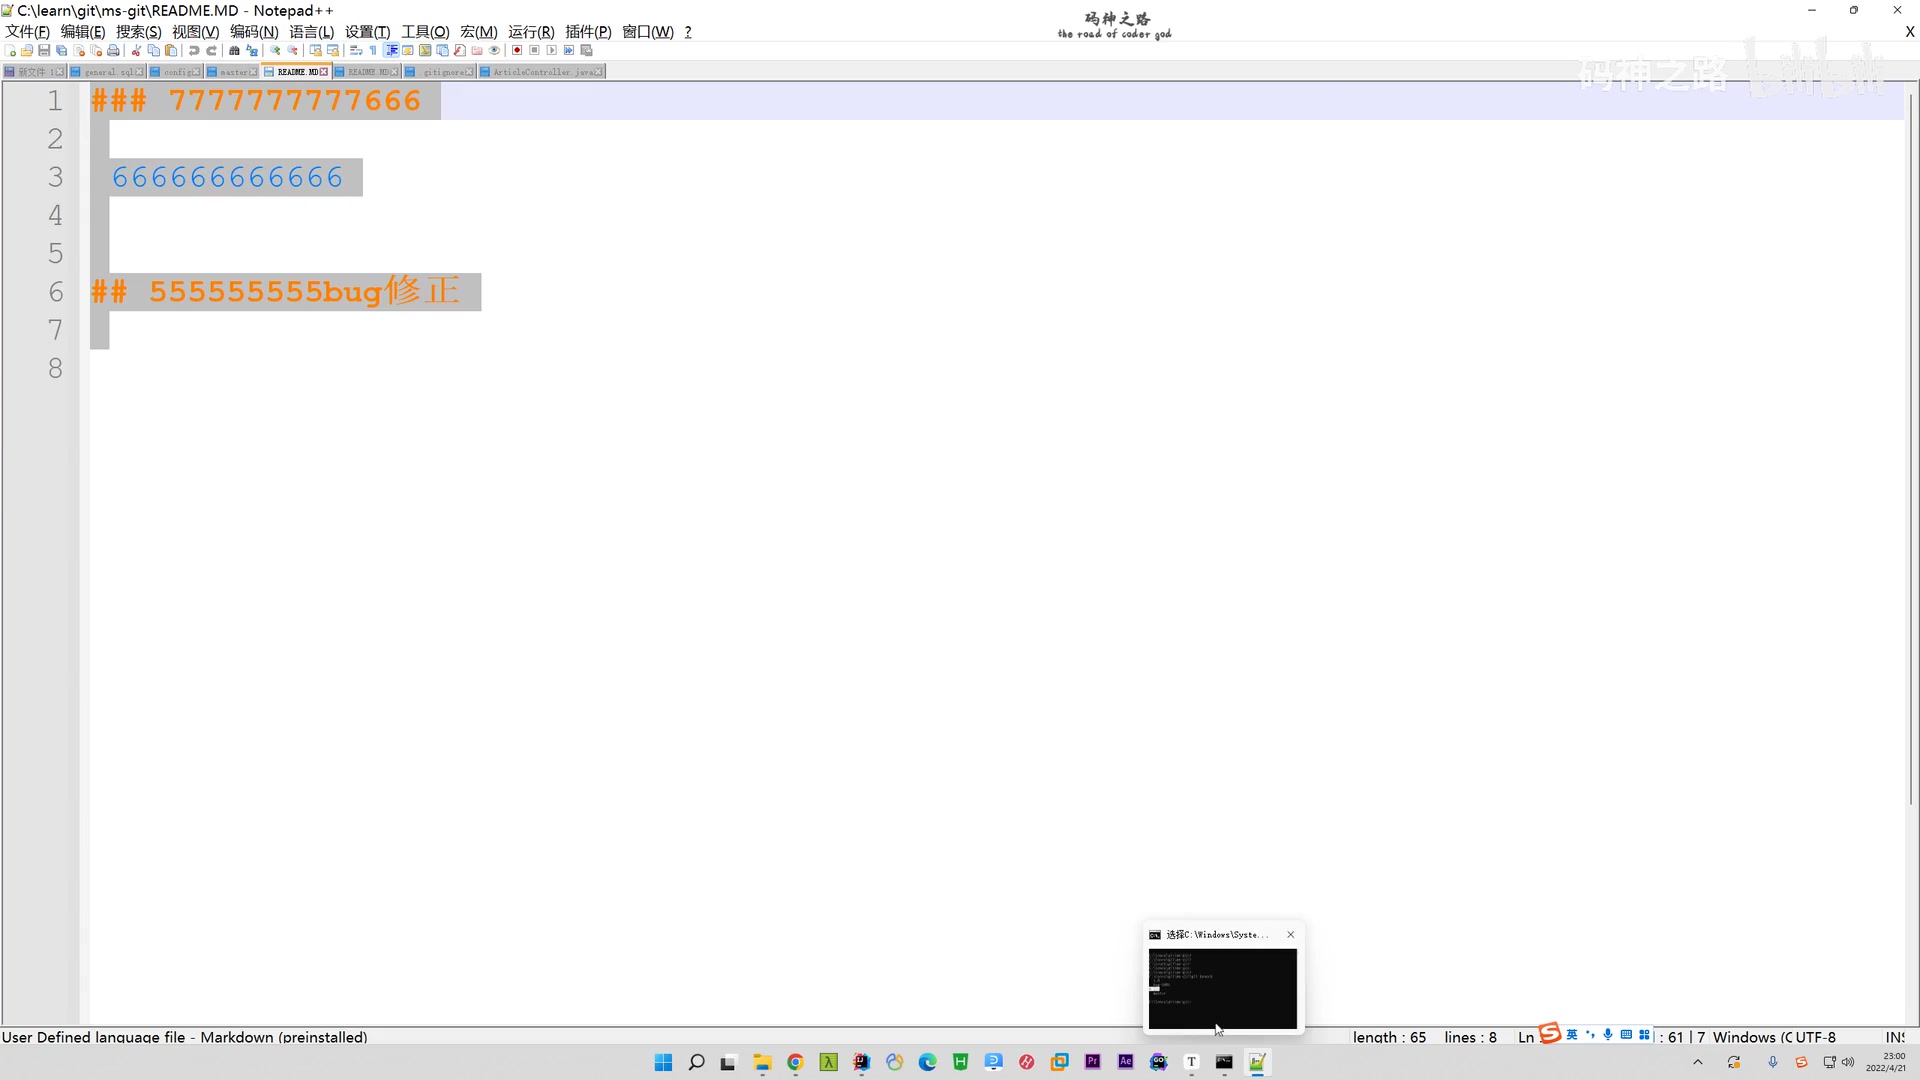 C:\learn\git\ms-git\README.MD - Notepad++
码神之路
the road of coder god
文件(F) 编辑(E) 搜索(S) 视图(V) 编码(N) 语言(L) 设置(T) 工具(O) 宏(M) 运行(R) 插件(P) 窗口(W) ? X
新文件 1 general.sql config master README.MD README.MD .gitignore ArticleController.java
码神之路 bilibili
1 ### 7777777777666
2
3 666666666666
4
5
6 ## 555555555bug修正
7
8
选择C:\Windows\Syste...
User Defined language file - Markdown (preinstalled) length : 65 lines : 8 Ln 英 : 61 | 7 Windows (C UTF-8 INS
23:00
2022/4/21